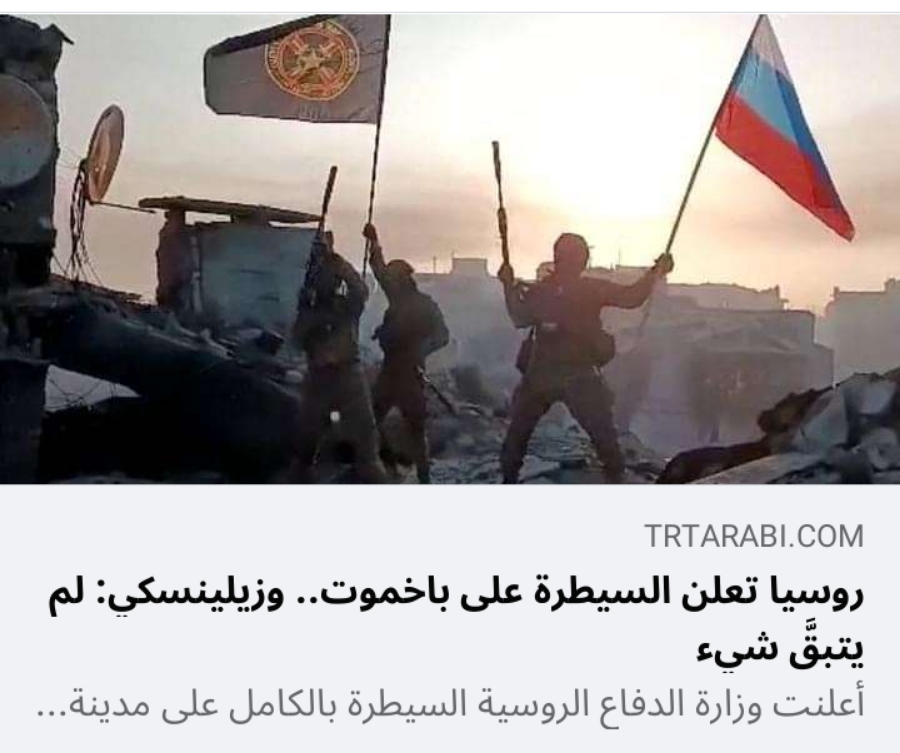 TRTARABI.COM
روسيا تعلن السيطرة على باخموت.. وزيلينسكي: لم
يتبقَّ شيء
أعلنت وزارة الدفاع الروسية السيطرة بالكامل على مدينة...